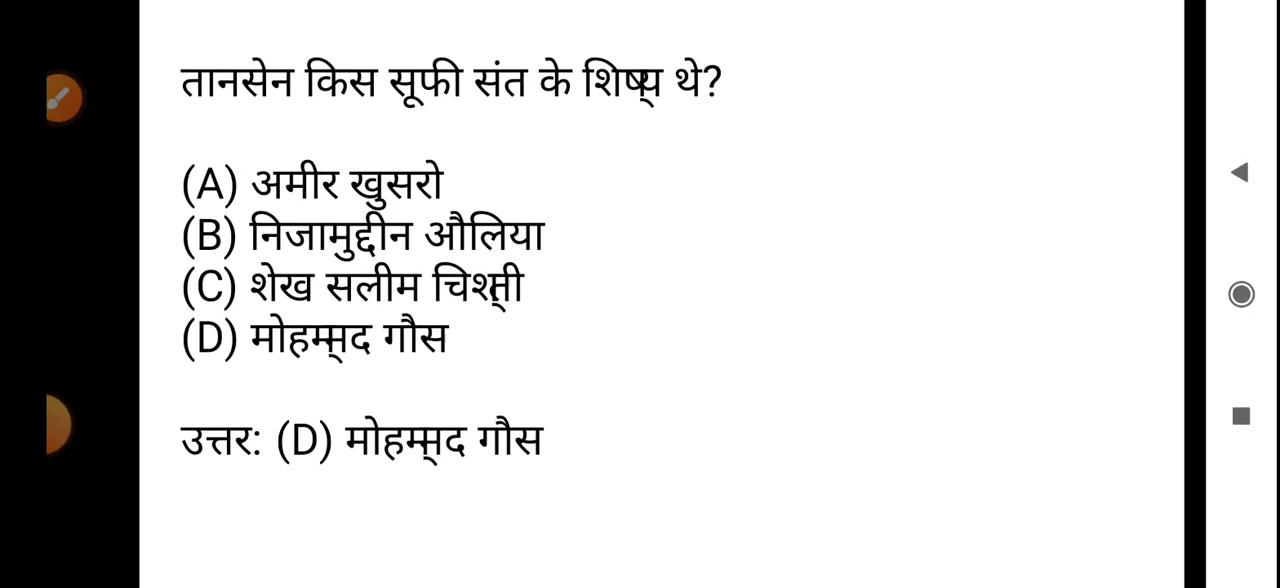 तानसेन किस सूफी संत के शिष्य थे?
(A) अमीर खुसरो
(B) निजामुद्दीन औलिया
(C) शेख सलीम चिश्ती
(D) मोहम्मद गौस
उत्तर: (D) मोहम्मद गौस